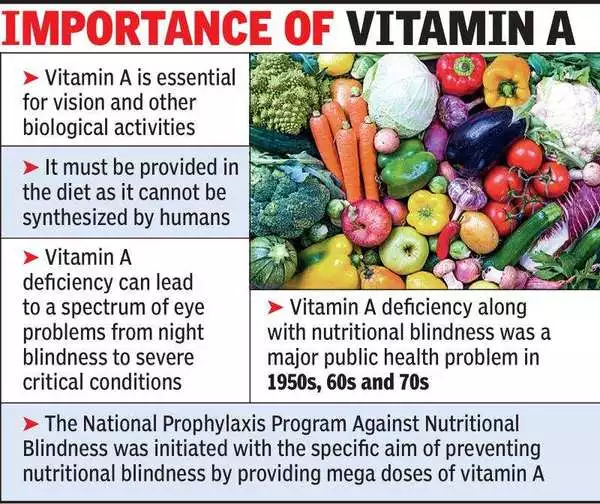 IMPORTANCE OF VITAMIN A
➤ Vitamin A is essential
for vision and other
biological activities
➤ It must be provided in
the diet as it cannot be
synthesized by humans
➤ Vitamin A
deficiency can lead
to a spectrum of eye
problems from night
blindness to severe
critical conditions
➤ Vitamin A deficiency along
with nutritional blindness was a
major public health problem in
1950s, 60s and 70s
➤ The National Prophylaxis Program Against Nutritional
Blindness was initiated with the specific aim of preventing
nutritional blindness by providing mega doses of vitamin A